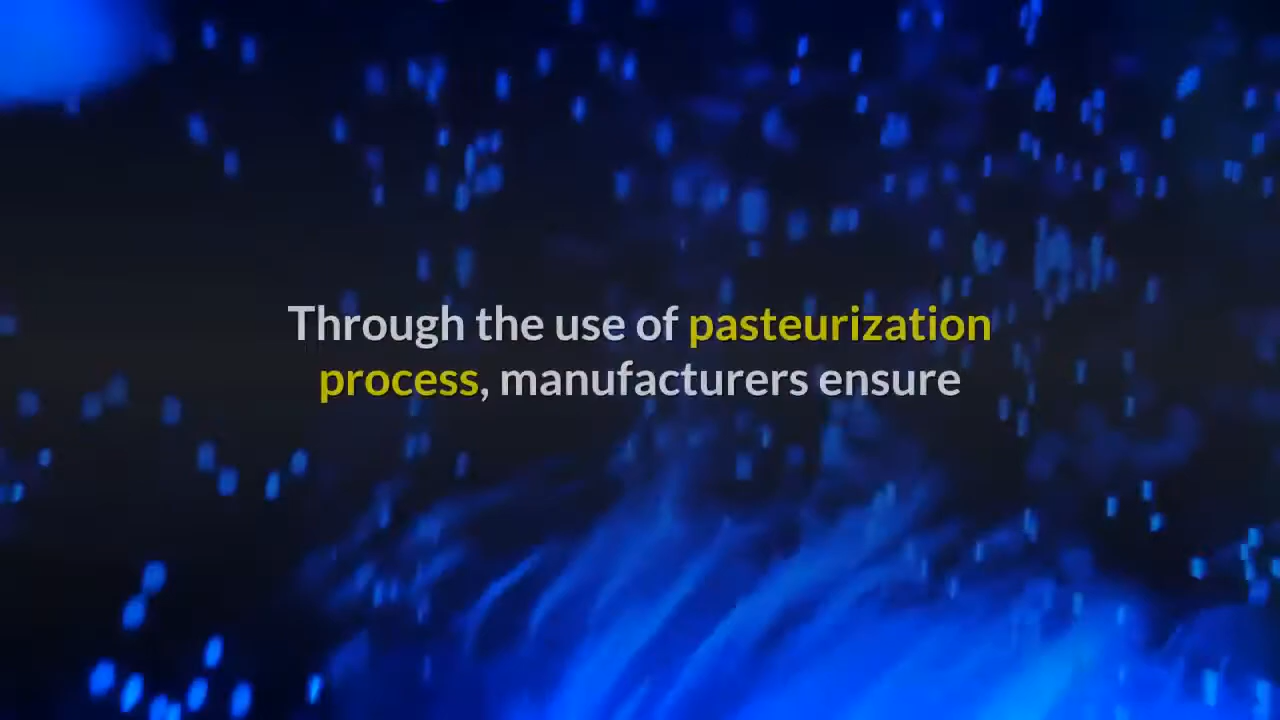 Through the use of pasteurization
process, manufacturers ensure